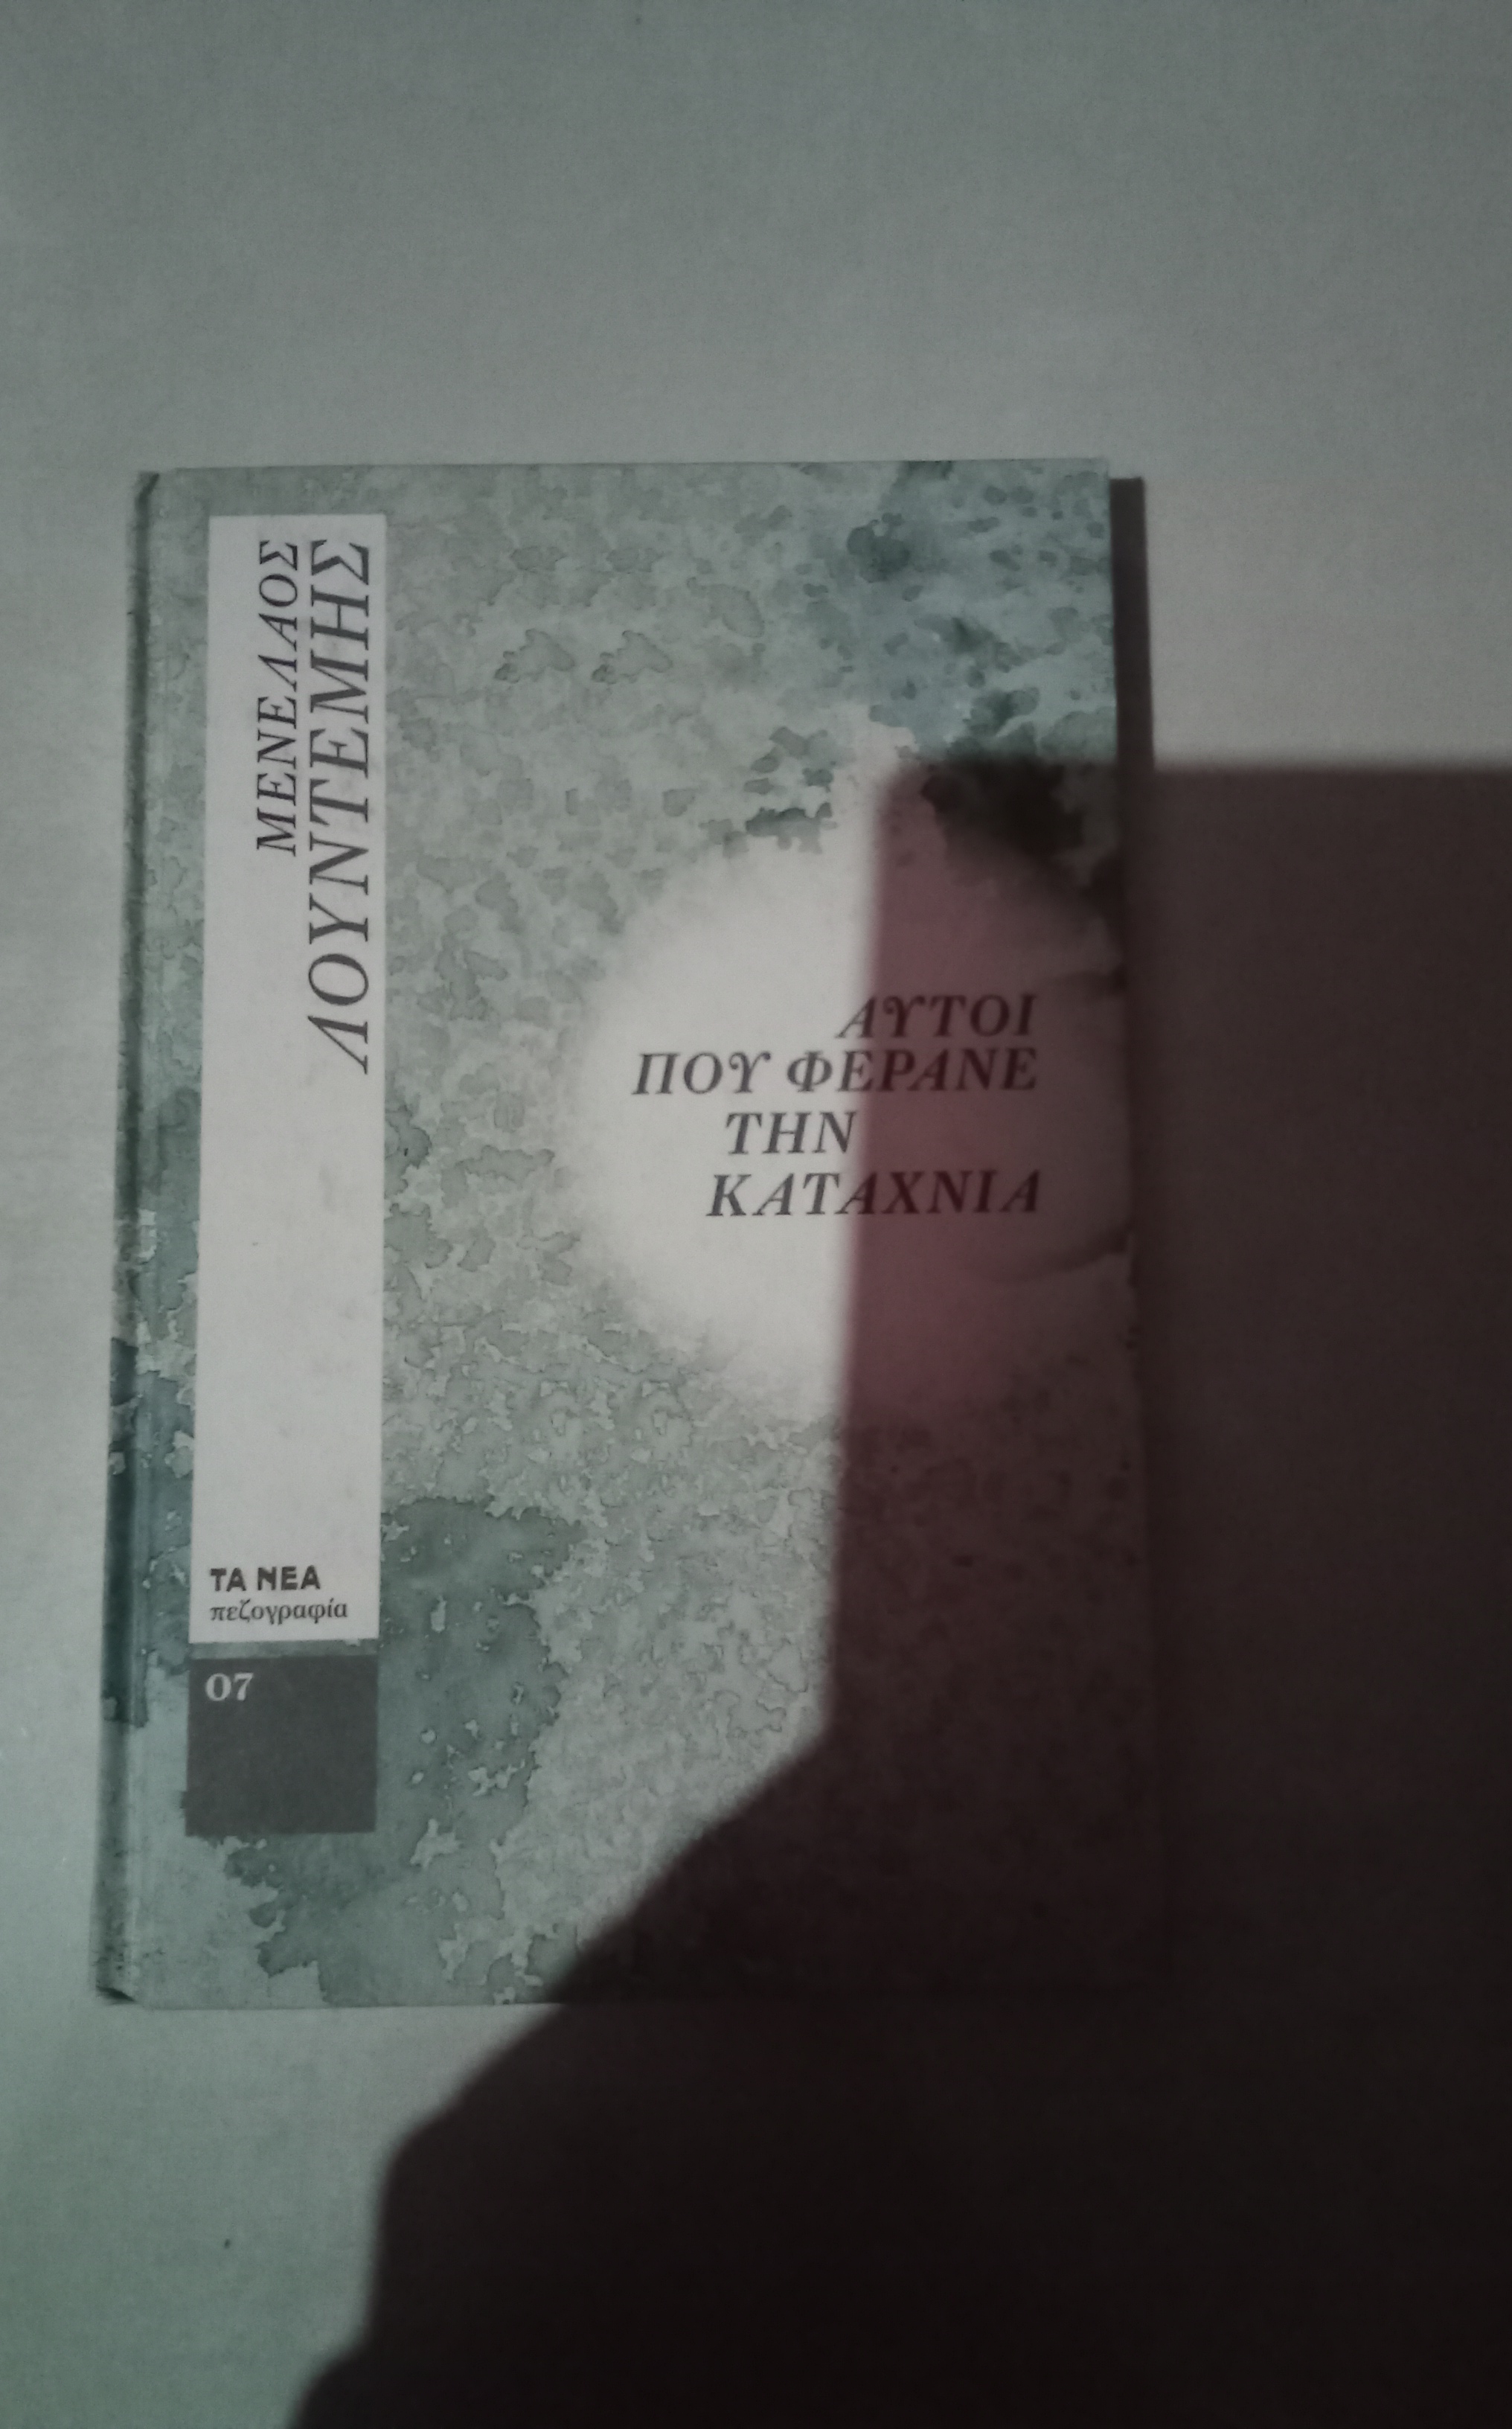 ΜΕΝΕΛΑΟΣ
ΛΟΥΝΤΕΜΗΣ
ΑΥΤΟΙ
ΠΟΥ ΦΕΡΑΝΕ
ΤΗΝ
ΚΑΤΑΧΝΙΑ
ΤΑ ΝΕΑ
πεζογραφία
07